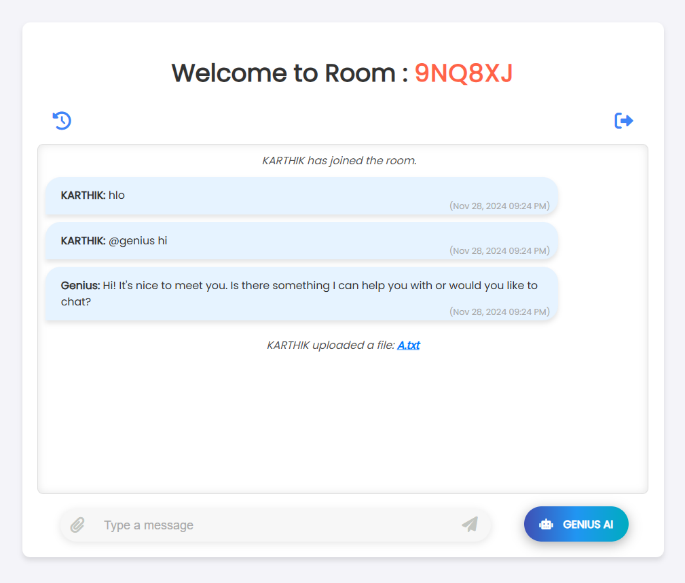 Welcome to Room : 9NQ8XJ
KARTHIK has joined the room.
KARTHIK: hlo
(Nov 28, 2024 09:24 PM)
KARTHIK: @genius hi
(Nov 28, 2024 09:24 PM)
Genius: Hi! It's nice to meet you. Is there something I can help you with or would you like to
chat?
(Nov 28, 2024 09:24 PM)
KARTHIK uploaded a file: A.txt
Type a message
GENIUS AI